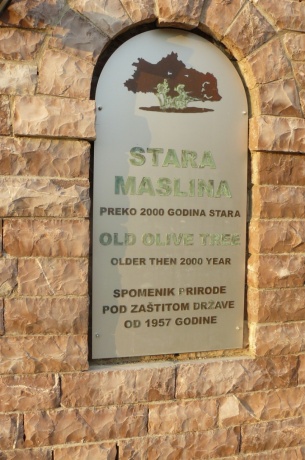 STARA
MASLINA
PREKO 2000 GODINA STARA
OLD OLIVE TREE
OLDER THEN 2000 YEAR
SPOMENIK PRIRODE
POD ZAŠTITOM DRŽAVE
OD 1957 GODINE